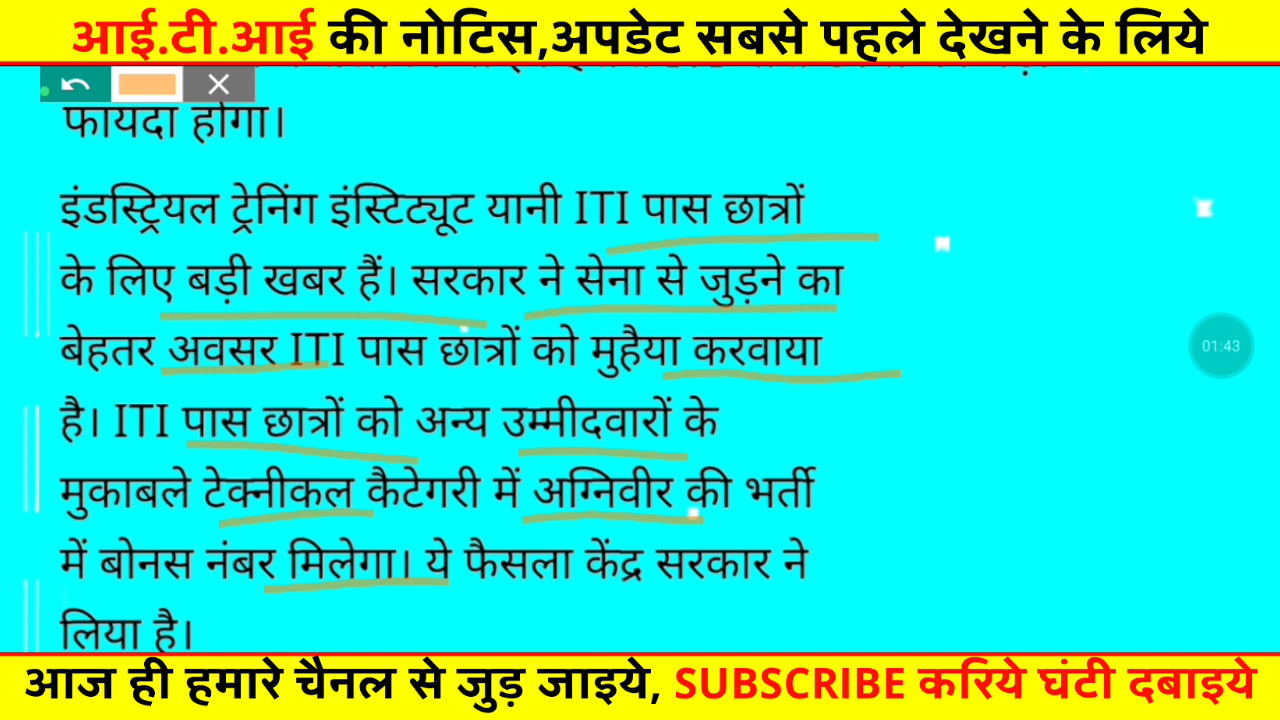 आई.टी.आई की नोटिस,अपडेट सबसे पहले देखने के लिये
फायदा होगा।
इंडस्ट्रियल ट्रेनिंग इंस्टिट्यूट यानी ITI पास छात्रों
के लिए बड़ी खबर हैं। सरकार ने सेना से जुड़ने का
बेहतर अवसर ITI पास छात्रों को मुहैया करवाया
01:43
है। ITI पास छात्रों को अन्य उम्मीदवारों के
मुकाबले टेक्नीकल कैटेगरी में अग्निवीर की भर्ती
में बोनस नंबर मिलेगा। ये फैसला केंद्र सरकार ने
लिया है।
आज ही हमारे चैनल से जुड़ जाइये, SUBSCRIBE करिये घंटी दबाइये